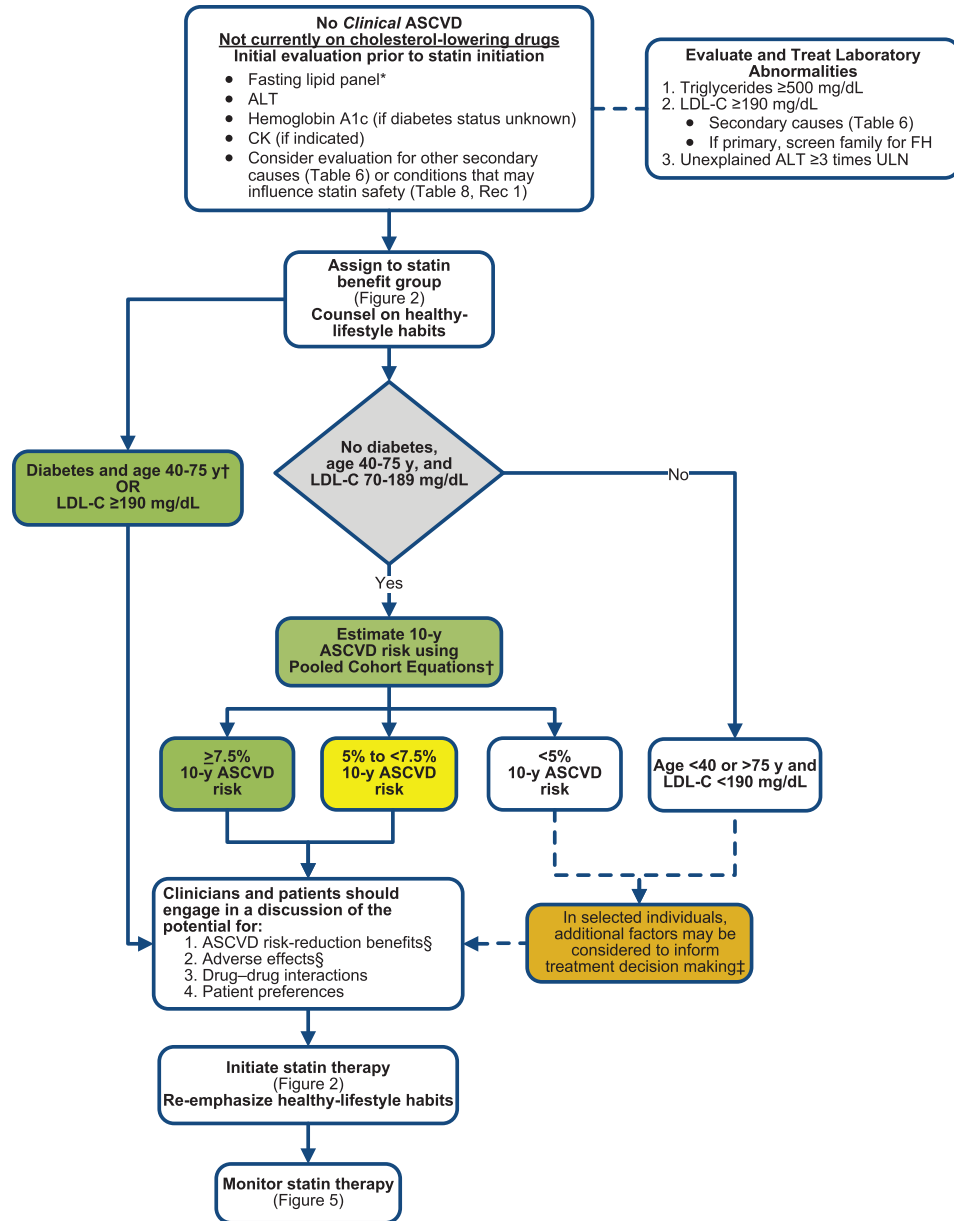 No Clinical ASCVD
Not currently on cholesterol-lowering drugs
Initial evaluation prior to statin initiation
● Fasting lipid panel*
● ALT
● Hemoglobin A1c (if diabetes status unknown)
● CK (if indicated)
● Consider evaluation for other secondary
causes (Table 6) or conditions that may
influence statin safety (Table 8, Rec 1)
Evaluate and Treat Laboratory
Abnormalities
1. Triglycerides ≥500 mg/dL
2. LDL-C ≥190 mg/dL
● Secondary causes (Table 6)
● If primary, screen family for FH
3. Unexplained ALT ≥3 times ULN
Assign to statin
benefit group
(Figure 2)
Counsel on healthy-
lifestyle habits
Diabetes and age 40-75 y†
OR
LDL-C ≥190 mg/dL
No diabetes,
age 40-75 y, and
LDL-C 70-189 mg/dL
No
Yes
Estimate 10-y
ASCVD risk using
Pooled Cohort Equations†
≥7.5%
10-y ASCVD
risk
5% to <7.5%
10-y ASCVD
risk
<5%
10-y ASCVD
risk
Age <40 or >75 y and
LDL-C <190 mg/dL
Clinicians and patients should
engage in a discussion of the
potential for:
1. ASCVD risk-reduction benefits§
2. Adverse effects§
3. Drug–drug interactions
4. Patient preferences
In selected individuals,
additional factors may be
considered to inform
treatment decision making‡
Initiate statin therapy
(Figure 2)
Re-emphasize healthy-lifestyle habits
Monitor statin therapy
(Figure 5)